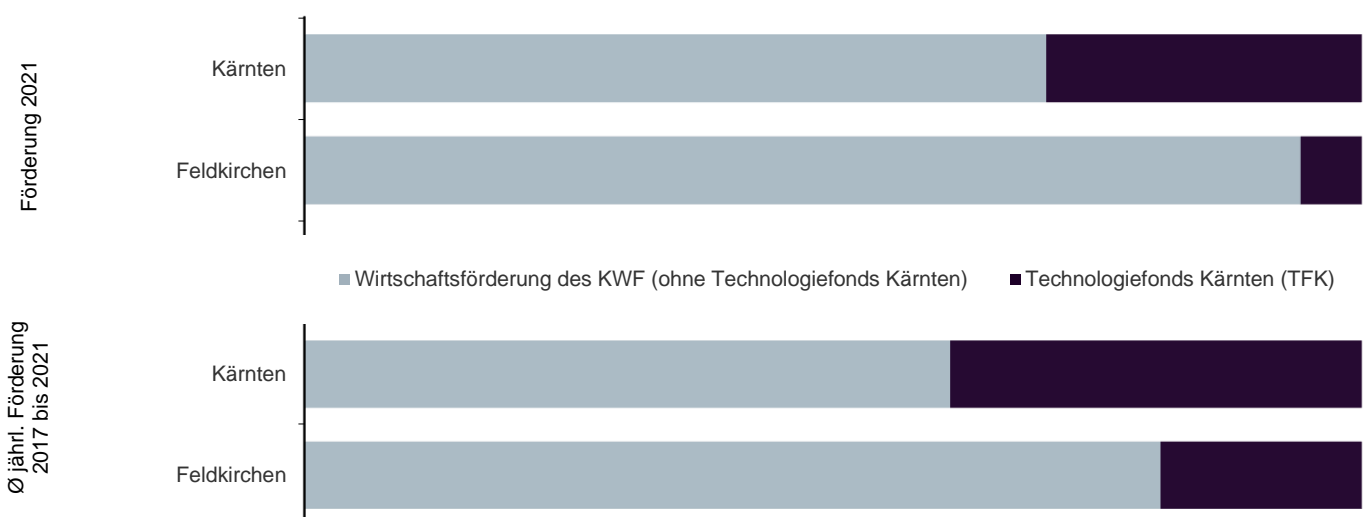 Förderung 2021
Kärnten
Feldkirchen
Wirtschaftsförderung des KWF (ohne Technologiefonds Kärnten)
Technologiefonds Kärnten (TFK)
Ø jährl. Förderung
2017 bis 2021
Kärnten
Feldkirchen